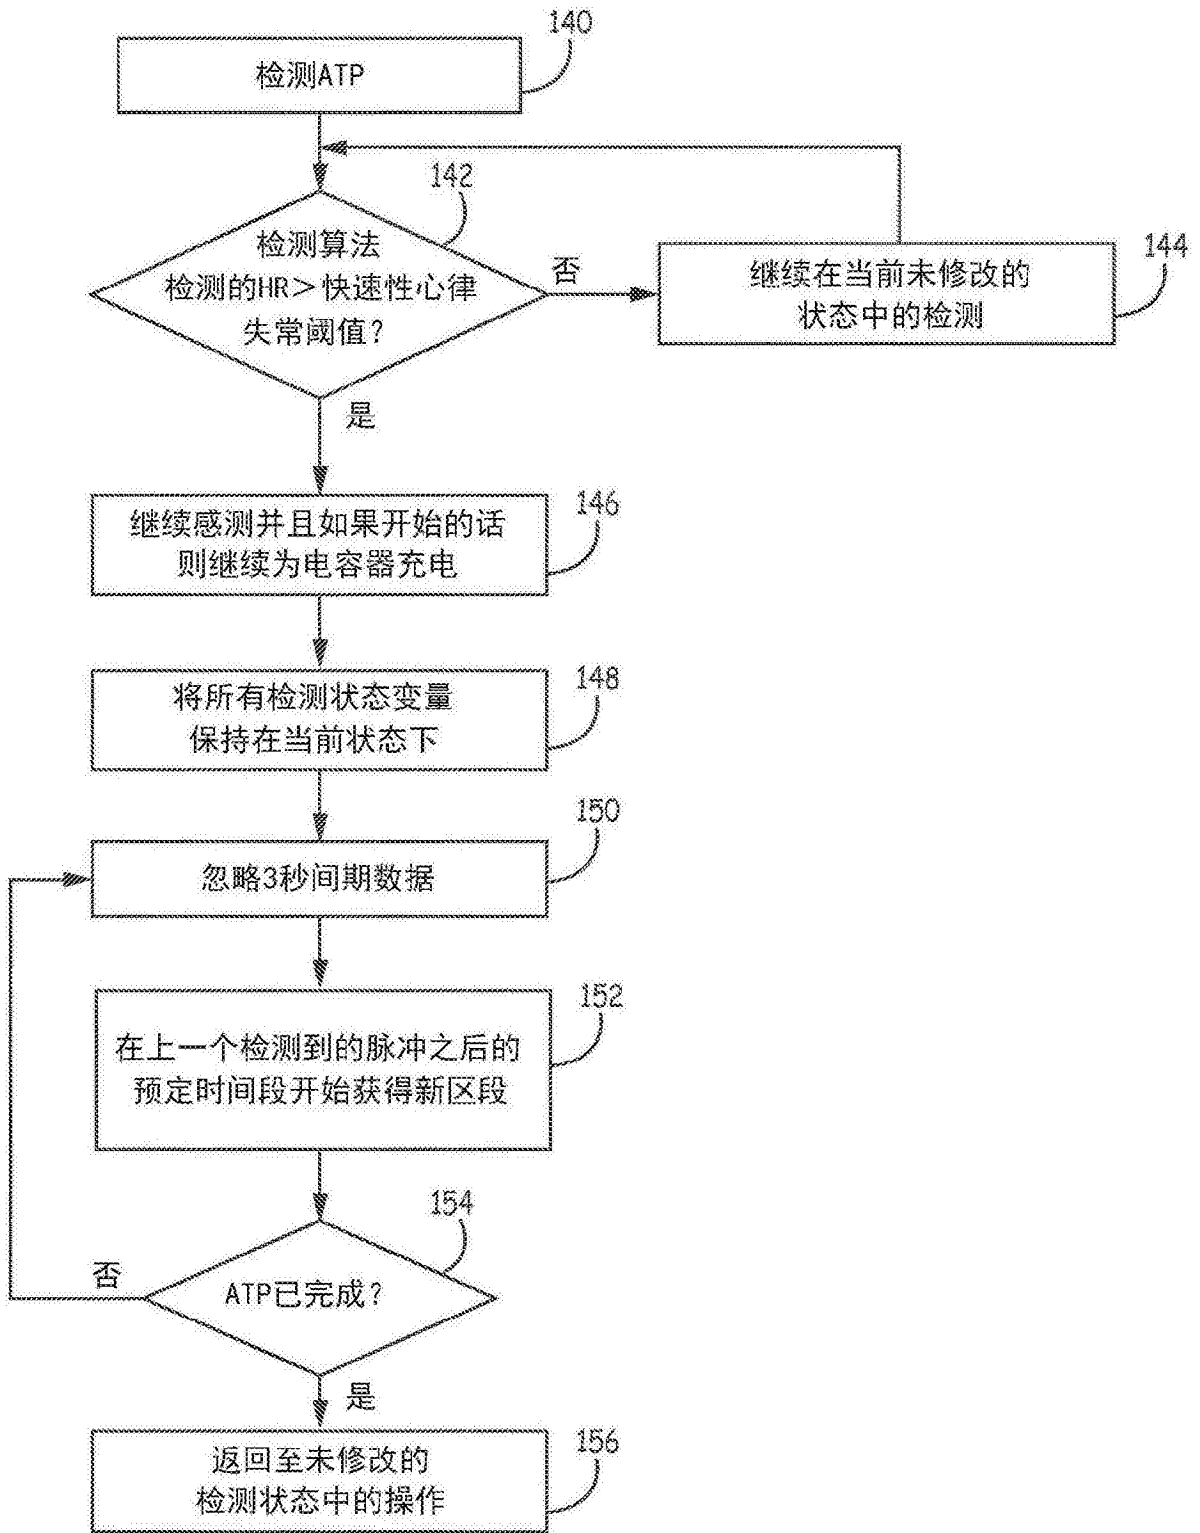 140
检测ATP
142
检测算法
检测的HR＞快速性心律
失常阈值?
否
144
继续在当前未修改的
状态中的检测
是
146
继续感测并且如果开始的话
则继续为电容器充电
148
将所有检测状态变量
保持在当前状态下
150
忽略3秒间期数据
152
在上一个检测到的脉冲之后的
预定时间段开始获得新区段
154
否
ATP已完成?
是
156
返回至未修改的
检测状态中的操作